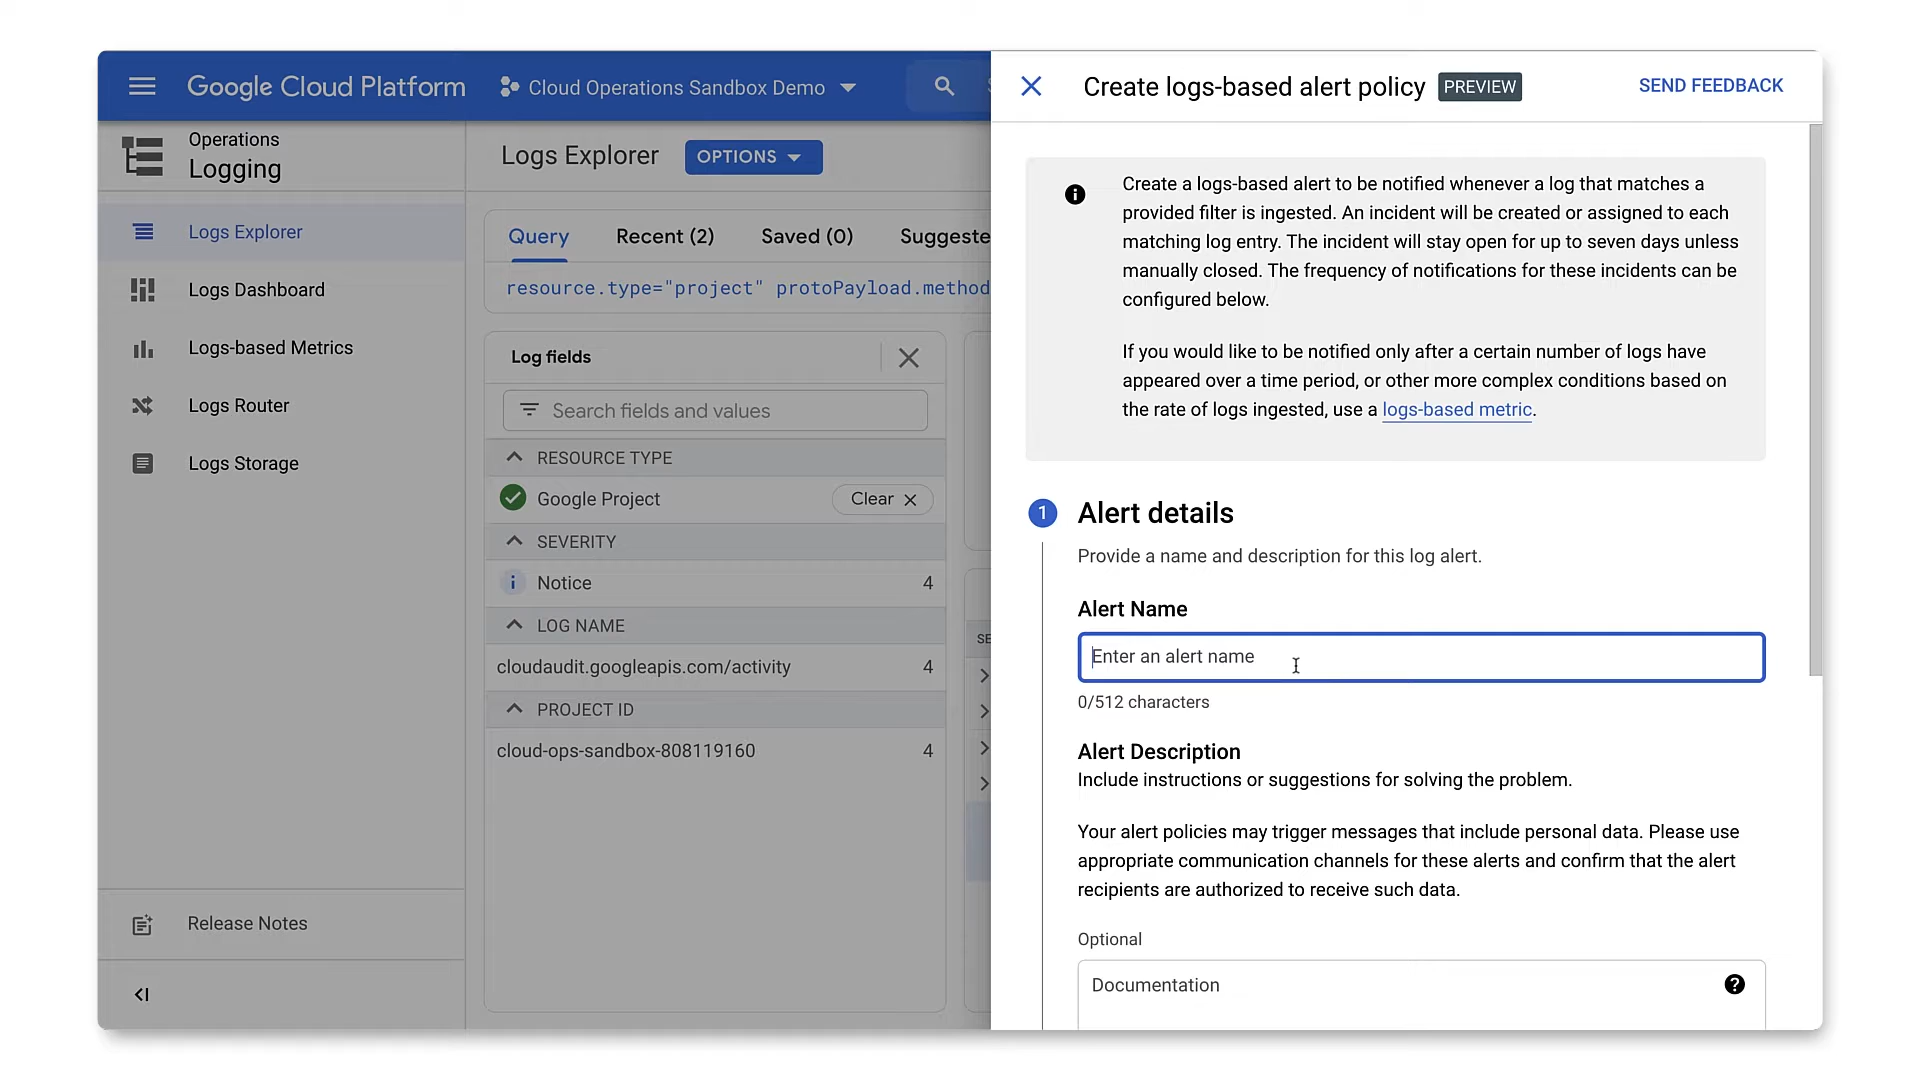 Google Cloud Platform
Cloud Operations Sandbox Demo
Operations
Logging
Logs Explorer
Logs Dashboard
Logs-based Metrics
Logs Router
Logs Storage
Release Notes
Logs Explorer
OPTIONS
Query
Recent (2)
Saved (0)
Suggeste
resource.type="project" protoPayload.method
Log fields
Search fields and values
RESOURCE TYPE
Google Project
Clear
SEVERITY
i
Notice
4
LOG NAME
cloudaudit.googleapis.com/activity
4
PROJECT ID
cloud-ops-sandbox-808119160
4
SE
Create logs-based alert policy
PREVIEW
SEND FEEDBACK
i
Create a logs-based alert to be notified whenever a log that matches a
provided filter is ingested. An incident will be created or assigned to each
matching log entry. The incident will stay open for up to seven days unless
manually closed. The frequency of notifications for these incidents can be
configured below.
If you would like to be notified only after a certain number of logs have
appeared over a time period, or other more complex conditions based on
the rate of logs ingested, use a logs-based metric.
1
Alert details
Provide a name and description for this log alert.
Alert Name
Enter an alert name
0/512 characters
Alert Description
Include instructions or suggestions for solving the problem.
Your alert policies may trigger messages that include personal data. Please use
appropriate communication channels for these alerts and confirm that the alert
recipients are authorized to receive such data.
Optional
Documentation
?